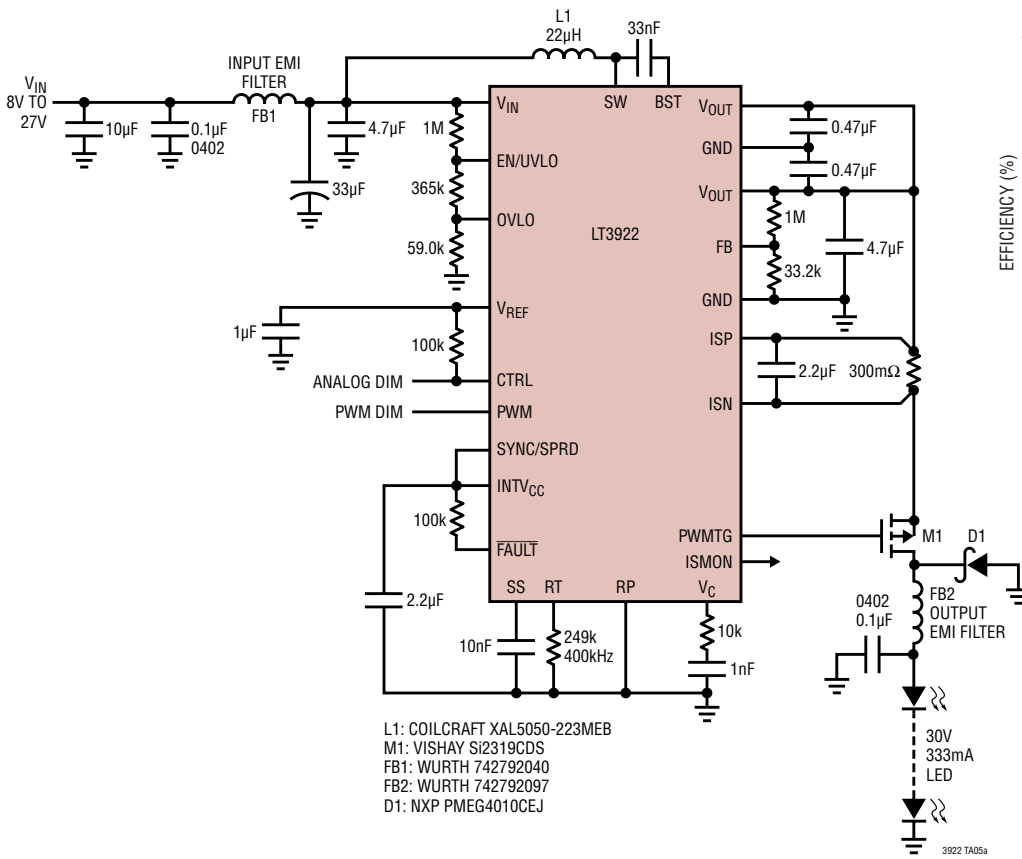 L1
22µH
33nF
V_IN
8V TO
27V
INPUT EMI
FILTER
FB1
10µF
0.1µF
0402
33µF
4.7µF
1M
365k
59.0k
V_IN
EN/UVLO
OVLO
SW
BST
LT3922
V_OUT
GND
V_OUT
FB
GND
ISP
ISN
0.47µF
0.47µF
1M
33.2k
4.7µF
2.2µF
300mΩ
EFFICIENCY (%)
1µF
100k
V_REF
ANALOG DIM
CTRL
PWM DIM
PWM
SYNC/SPRD
INTV_CC
100k
FAULT
2.2µF
SS
RT
RP
V_C
PWMTG
ISMON
M1
D1
10nF
249k
400kHz
10k
1nF
0402
0.1µF
FB2
OUTPUT
EMI FILTER
30V
333mA
LED
L1: COILCRAFT XAL5050-223MEB
M1: VISHAY Si2319CDS
FB1: WURTH 742792040
FB2: WURTH 742792097
D1: NXP PMEG4010CEJ
3922 TA05a